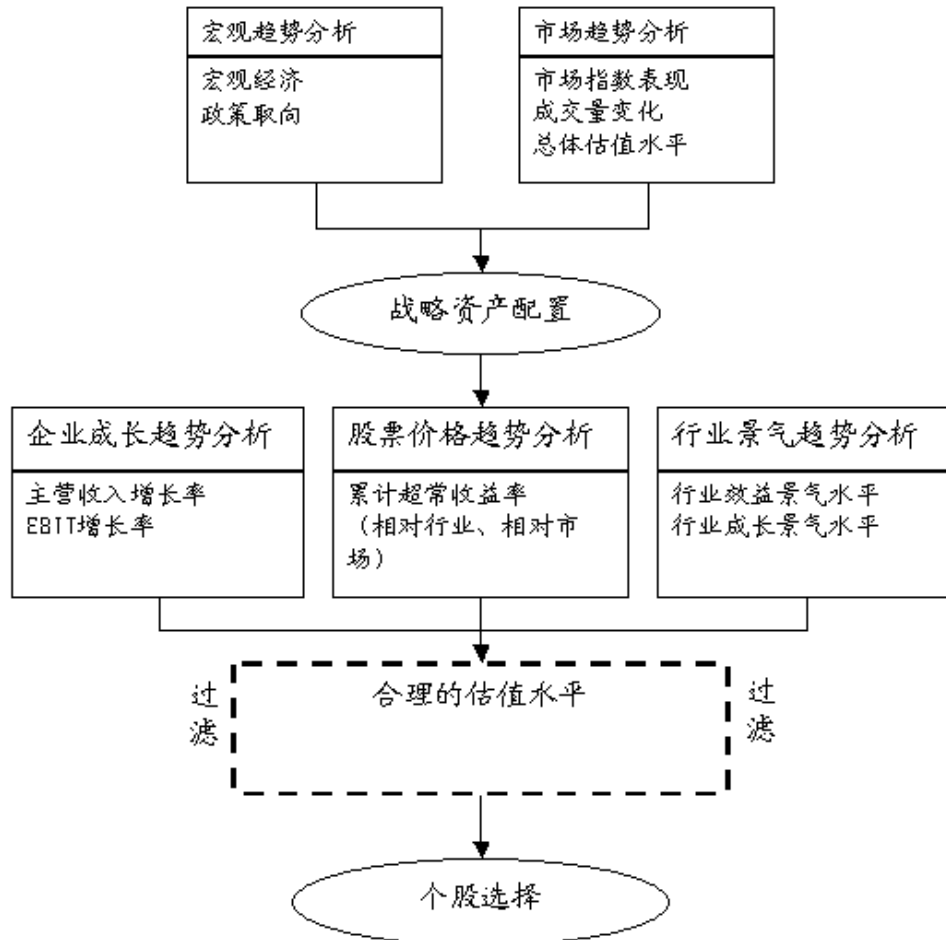 宏观趋势分析
宏观经济
政策取向
市场趋势分析
市场指数表现
成交量变化
总体估值水平
战略资产配置
企业成长趋势分析
主营收入增长率
EBIT增长率
股票价格趋势分析
累计超常收益率
（相对行业、相对市
场）
行业景气趋势分析
行业效益景气水平
行业成长景气水平
过滤
合理的估值水平
过滤
个股选择